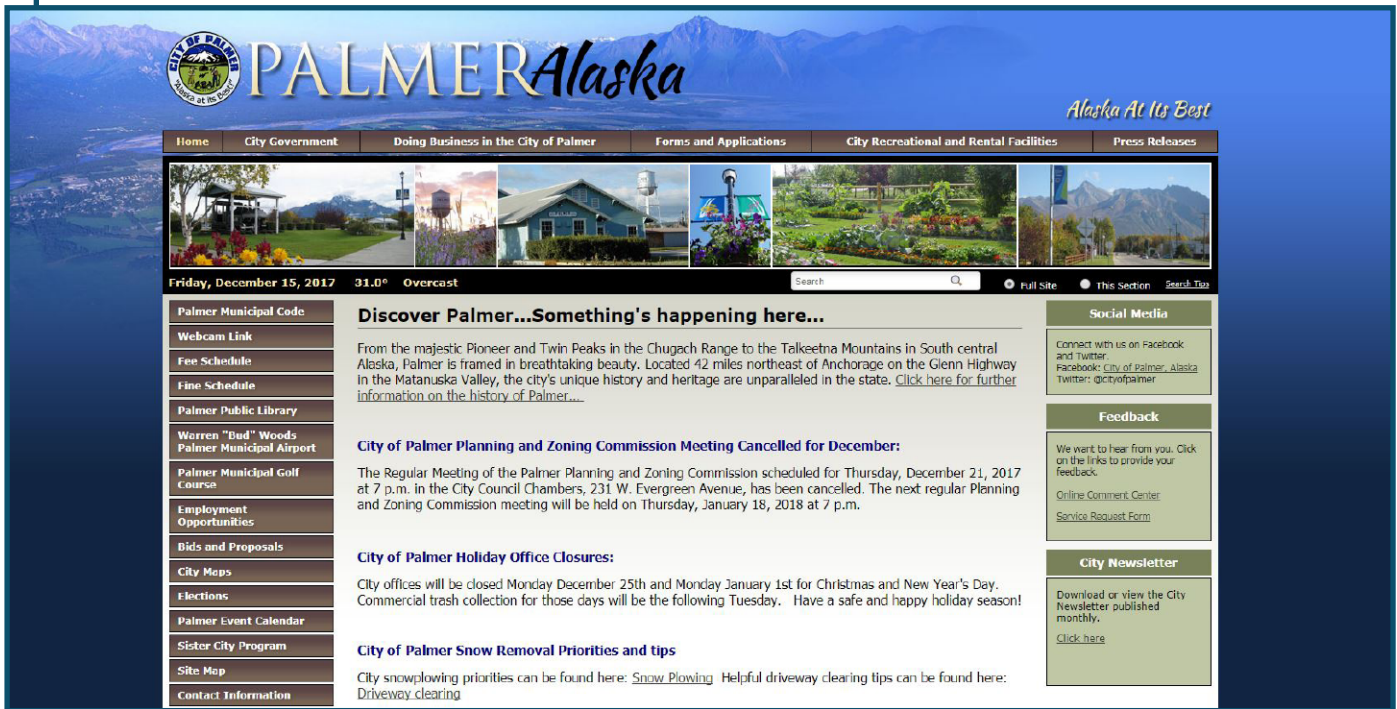 CITY OF PALMER
"Alaska at its Best"
PALMER Alaska
Alaska At Its Best
Home City Government Doing Business in the City of Palmer Forms and Applications City Recreational and Rental Facilities Press Releases
Friday, December 15, 2017 31.0° Overcast Search Full Site This Section Search Tips
Palmer Municipal Code
Webcam Link
Fee Schedule
Fine Schedule
Palmer Public Library
Warren "Bud" Woods
Palmer Municipal Airport
Palmer Municipal Golf
Course
Employment
Opportunities
Bids and Proposals
City Maps
Elections
Palmer Event Calendar
Sister City Program
Site Map
Contact Information
Discover Palmer...Something's happening here...
From the majestic Pioneer and Twin Peaks in the Chugach Range to the Talkeetna Mountains in South central
Alaska, Palmer is framed in breathtaking beauty. Located 42 miles northeast of Anchorage on the Glenn Highway
in the Matanuska Valley, the city's unique history and heritage are unparalleled in the state. Click here for further
information on the history of Palmer....
City of Palmer Planning and Zoning Commission Meeting Cancelled for December:
The Regular Meeting of the Palmer Planning and Zoning Commission scheduled for Thursday, December 21, 2017
at 7 p.m. in the City Council Chambers, 231 W. Evergreen Avenue, has been cancelled. The next regular Planning
and Zoning Commission meeting will be held on Thursday, January 18, 2018 at 7 p.m.
City of Palmer Holiday Office Closures:
City offices will be closed Monday December 25th and Monday January 1st for Christmas and New Year's Day.
Commercial trash collection for those days will be the following Tuesday. Have a safe and happy holiday season!
City of Palmer Snow Removal Priorities and tips
City snowplowing priorities can be found here: Snow Plowing Helpful driveway clearing tips can be found here:
Driveway clearing
Social Media
Connect with us on Facebook
and Twitter.
Facebook: City of Palmer, Alaska
Twitter: @cityofpalmer
Feedback
We want to hear from you. Click
on the links to provide your
feedback.
Online Comment Center
Service Request Form
City Newsletter
Download or view the City
Newsletter published
monthly.
Click here